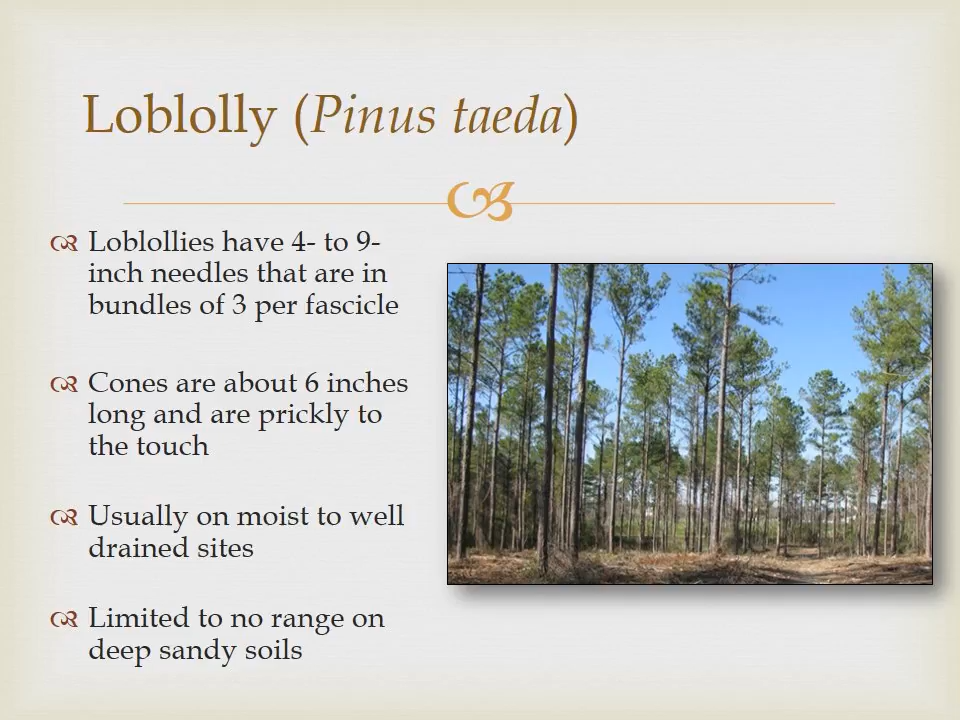 Loblolly (Pinus taeda)
Loblollies have 4- to 9-
inch needles that are in
bundles of 3 per fascicle
Cones are about 6 inches
long and are prickly to
the touch
Usually on moist to well
drained sites
Limited to no range on
deep sandy soils